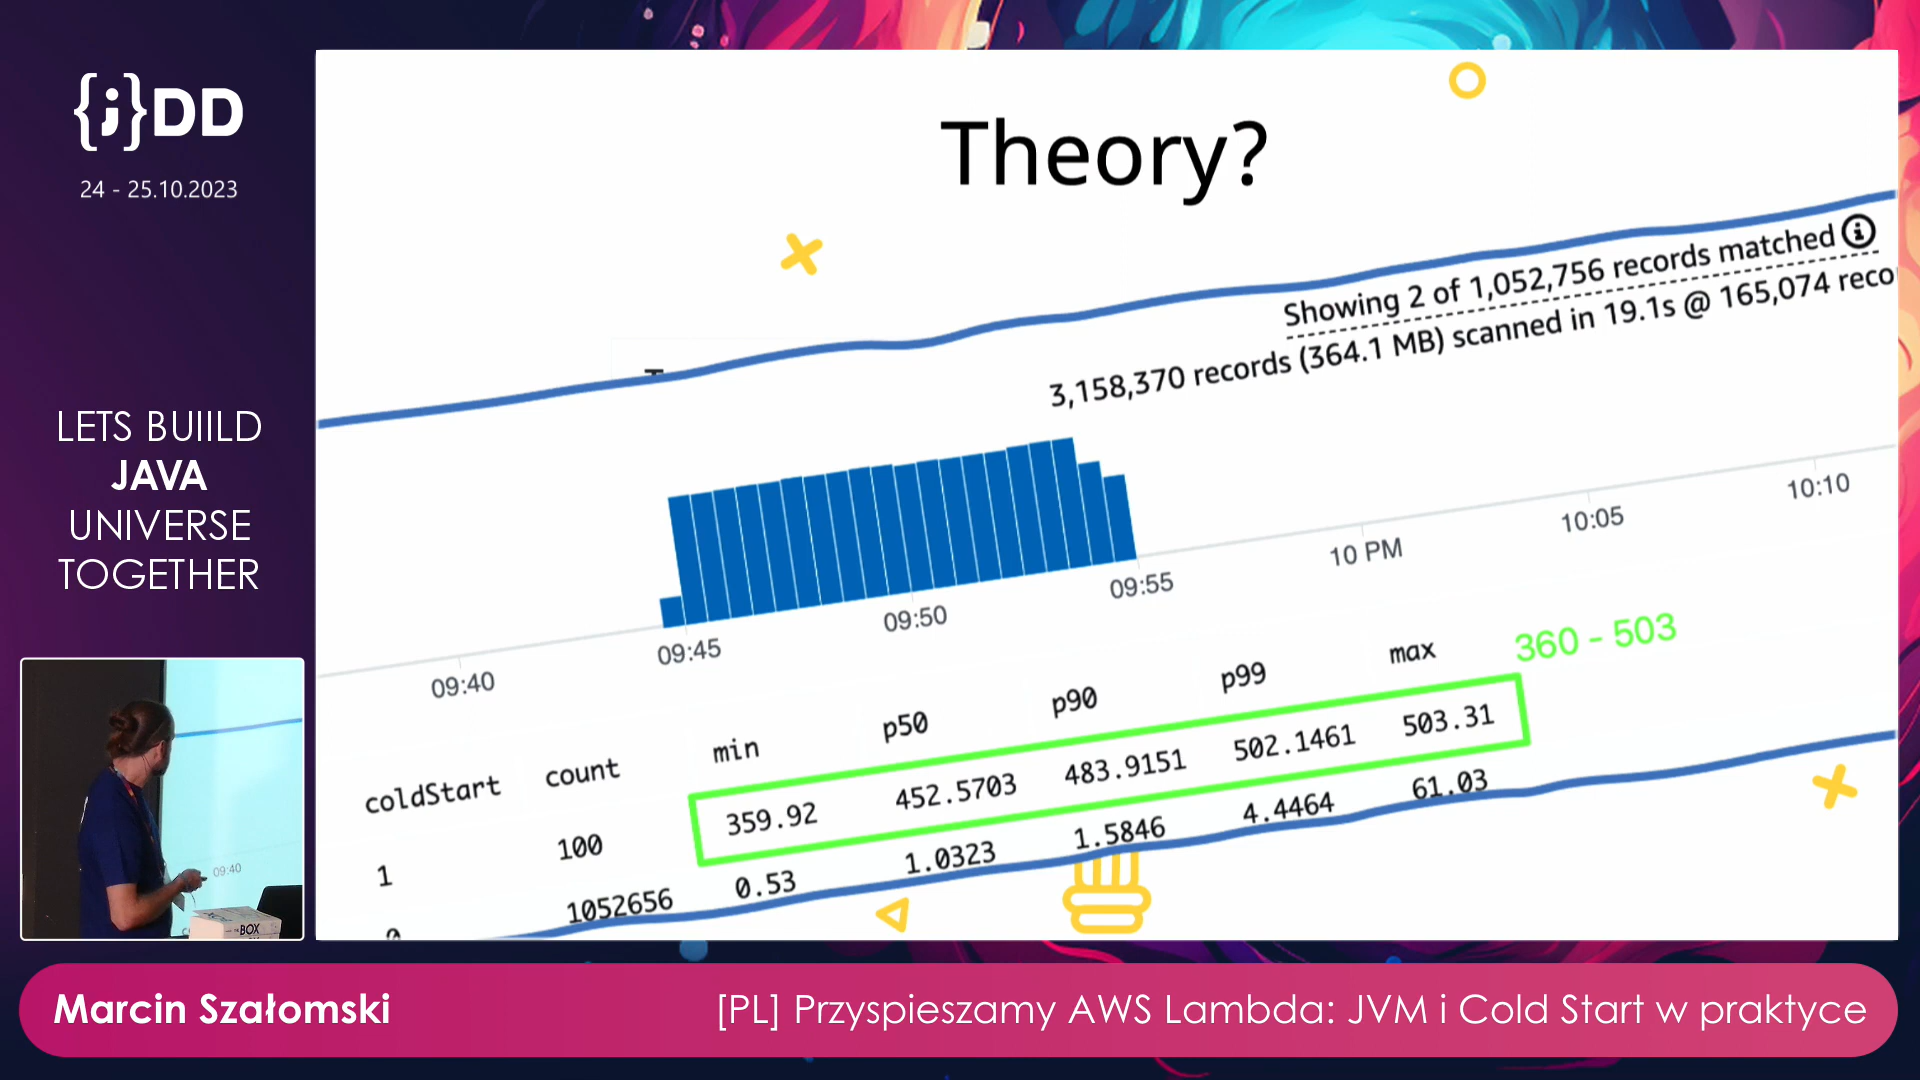 {;}DD
24 - 25.10.2023
LETS BUIILD
JAVA
UNIVERSE
TOGETHER
Theory?
Showing 2 of 1,052,756 records matched
3,158,370 records (364.1 MB) scanned in 19.1s @ 165,074 reco
09:40 09:45 09:50 09:55 10 PM 10:05 10:10
360 - 503
coldStart count min p50 p90 p99 max
1 100 359.92 452.5703 483.9151 502.1461 503.31
0 1052656 0.53 1.0323 1.5846 4.4464 61.03
09:40
BOX
Marcin Szałomski
[PL] Przyspieszamy AWS Lambda: JVM i Cold Start w praktyce